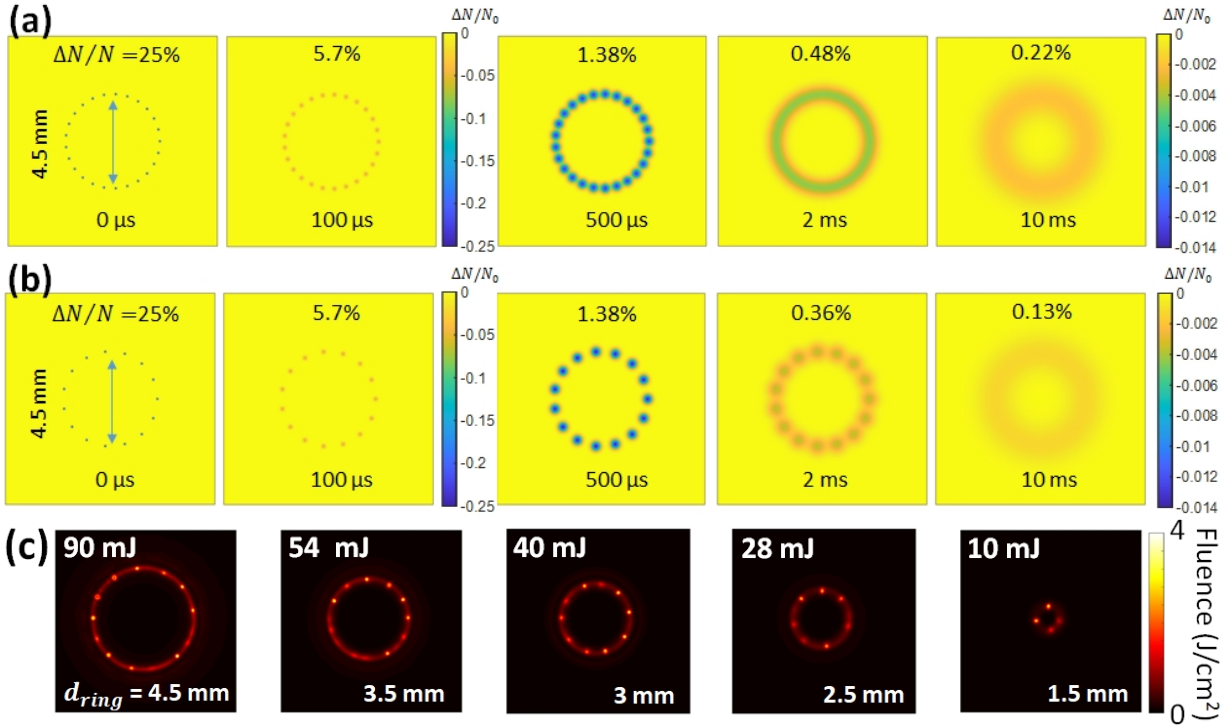 (a)
ΔN/N₀
ΔN/N₀
ΔN/N =25%
5.7%
1.38%
0.48%
0.22%
4.5 mm
0 µs
100 µs
500 µs
2 ms
10 ms
0
-0.05
-0.1
-0.15
-0.2
-0.25
0
-0.002
-0.004
-0.006
-0.008
-0.01
-0.012
-0.014
(b)
ΔN/N₀
ΔN/N₀
ΔN/N =25%
5.7%
1.38%
0.36%
0.13%
4.5 mm
0 µs
100 µs
500 µs
2 ms
10 ms
0
-0.05
-0.1
-0.15
-0.2
-0.25
0
-0.002
-0.004
-0.006
-0.008
-0.01
-0.012
-0.014
(c)
90 mJ
54 mJ
40 mJ
28 mJ
10 mJ
d_ring = 4.5 mm
3.5 mm
3 mm
2.5 mm
1.5 mm
4
0
Fluence (J/cm²)